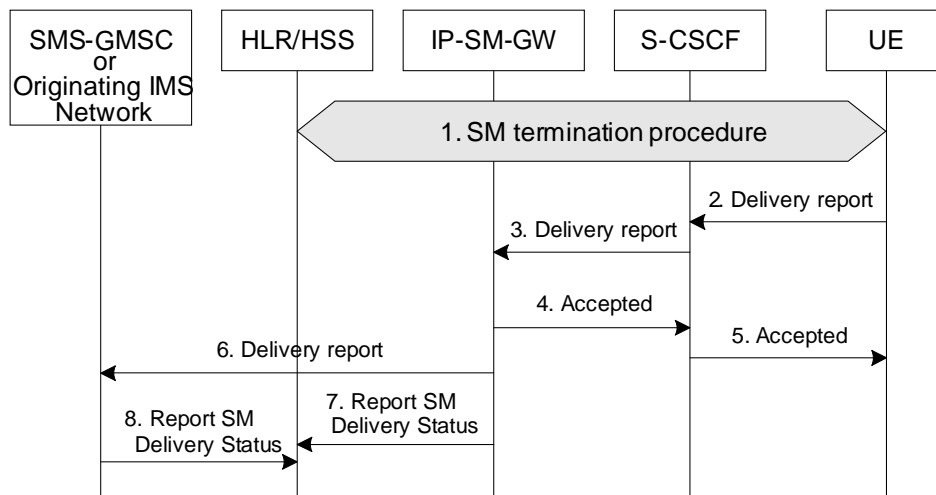 SMS-GMSC
or
Originating IMS
Network
HLR/HSS
IP-SM-GW
S-CSCF
UE
1. SM termination procedure
2. Delivery report
3. Delivery report
4. Accepted
5. Accepted
6. Delivery report
7. Report SM
Delivery Status
8. Report SM
Delivery Status